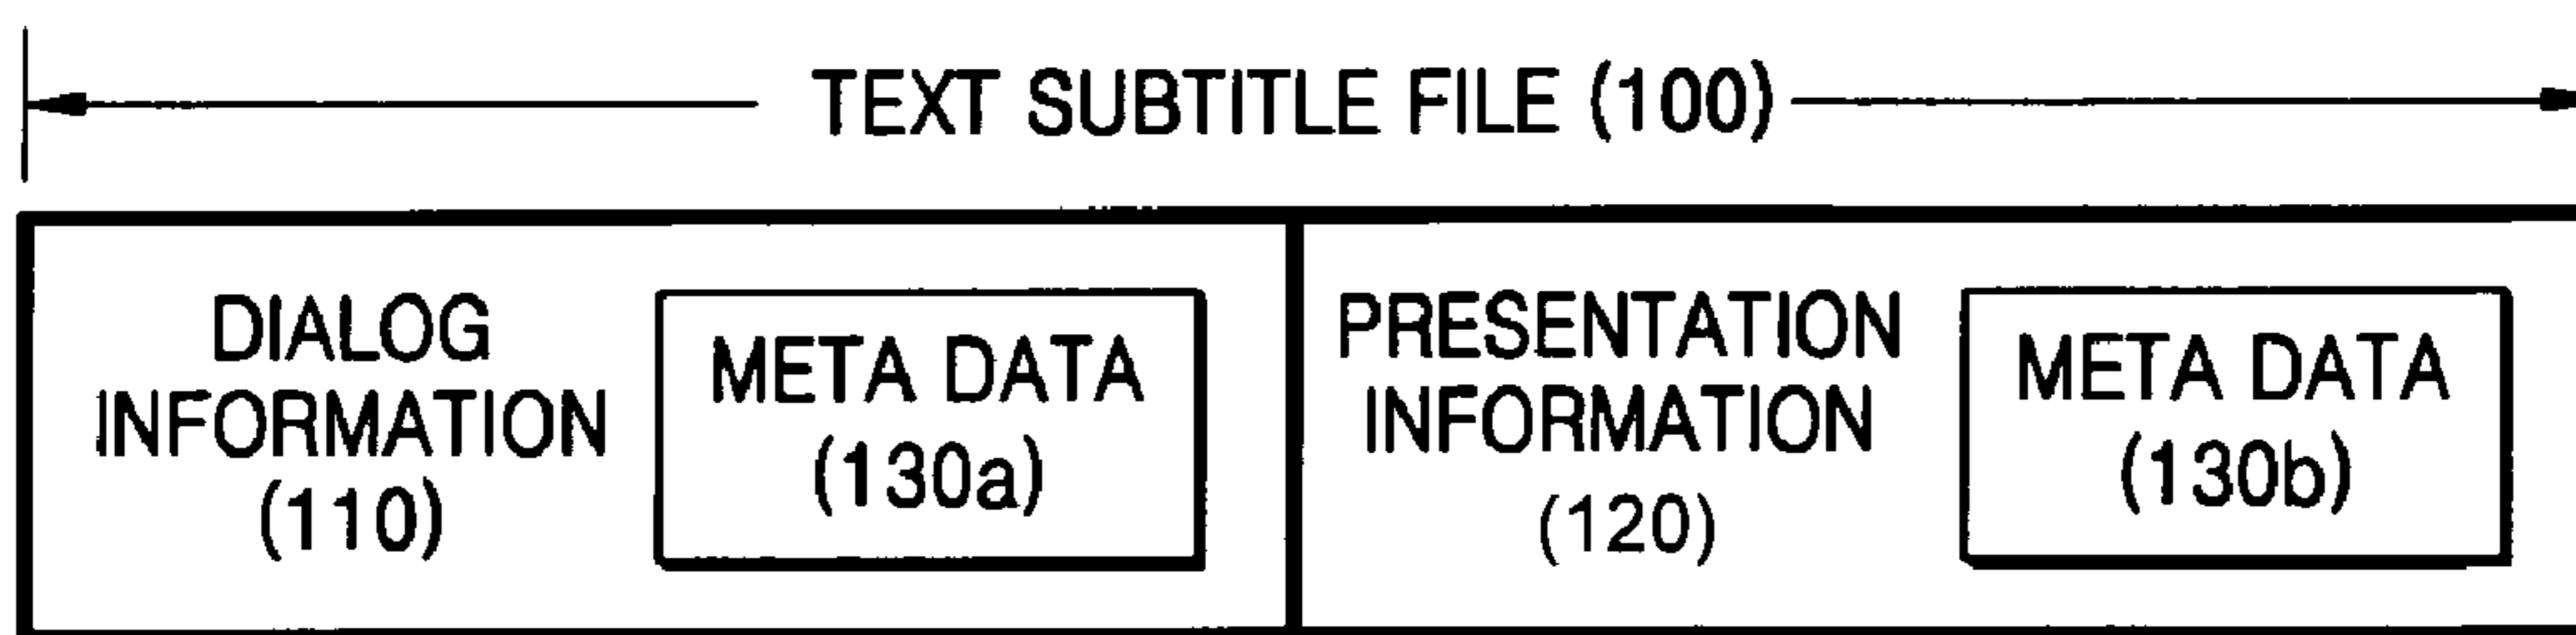 TEXT SUBTITLE FILE (100)
DIALOG
INFORMATION
(110)
META DATA
(130a)
PRESENTATION
INFORMATION
(120)
META DATA
(130b)